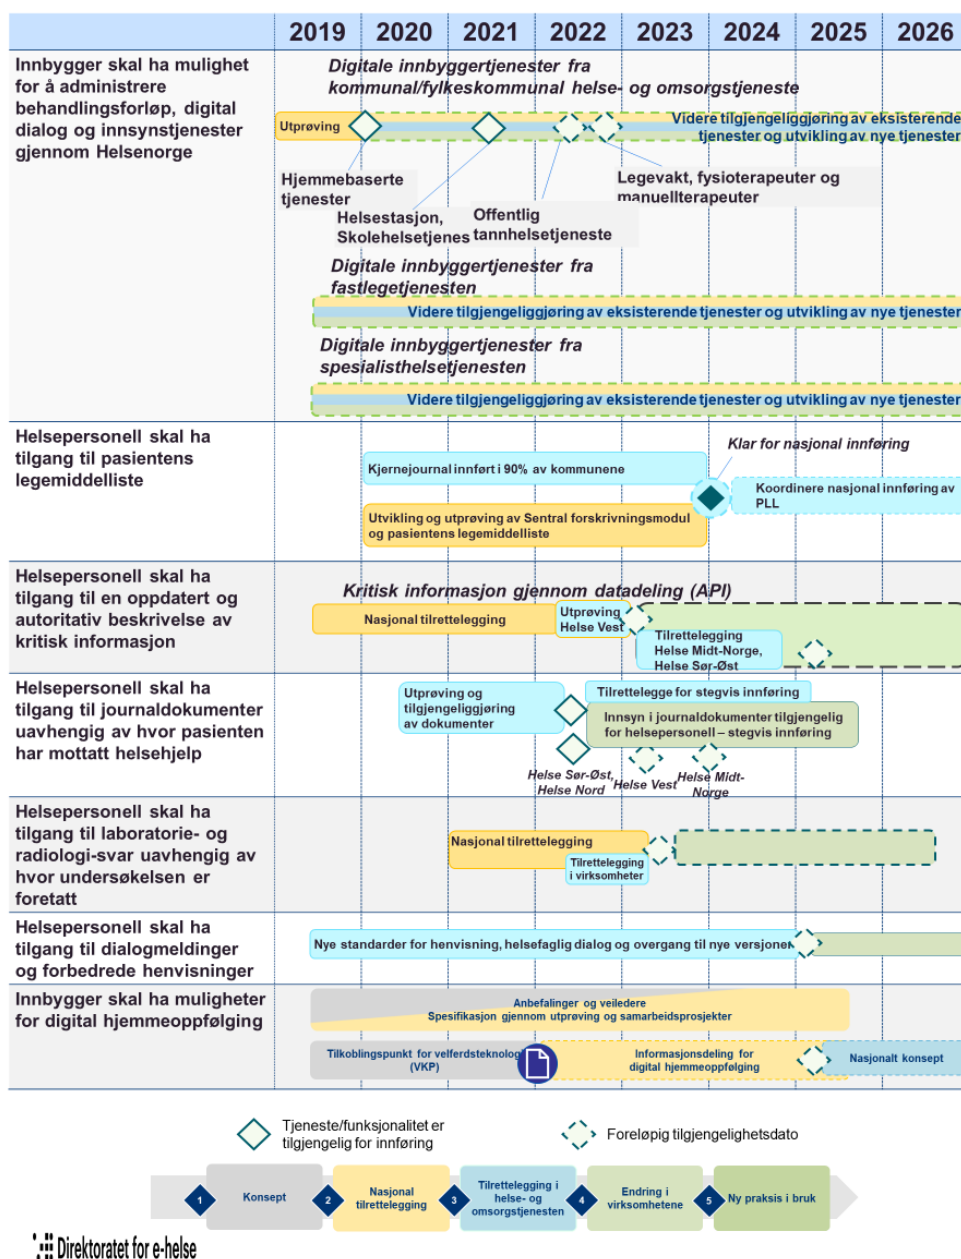 2019 2020 2021 2022 2023 2024 2025 2026
Innbygger skal ha mulighet
for å administrere
behandlingsforløp, digital
dialog og innsynstjenester
gjennom Helsenorge
Digitale innbyggertjenester fra
kommunal/fylkeskommunal helse- og omsorgstjeneste
Utprøving
Videre tilgjengeliggjøring av eksisterende
tjenester og utvikling av nye tjenester
Hjemmebaserte
tjenester
Helsestasjon,
Skolehelsetjenes
Offentlig
tannhelsetjeneste
Legevakt, fysioterapeuter og
manuellterapeuter
Digitale innbyggertjenester fra
fastlegetjenesten
Videre tilgjengeliggjøring av eksisterende tjenester og utvikling av nye tjenester
Digitale innbyggertjenester fra
spesialisthelsetjenesten
Videre tilgjengeliggjøring av eksisterende tjenester og utvikling av nye tjenester
Helsepersonell skal ha
tilgang til pasientens
legemiddelliste
Kjernejournal innført i 90% av kommunene
Klar for nasjonal innføring
Koordinere nasjonal innføring av
PLL
Utvikling og utprøving av Sentral forskrivningsmodul
og pasientens legemiddelliste
Helsepersonell skal ha
tilgang til en oppdatert og
autoritativ beskrivelse av
kritisk informasjon
Kritisk informasjon gjennom datadeling (API)
Nasjonal tilrettelegging
Utprøving
Helse Vest
Tilrettelegging
Helse Midt-Norge,
Helse Sør-Øst
Helsepersonell skal ha
tilgang til journaldokumenter
uavhengig av hvor pasienten
har mottatt helsehjelp
Utprøving og
tilgjengeliggjøring
av dokumenter
Tilrettelegge for stegvis innføring
Innsyn i journaldokumenter tilgjengelig
for helsepersonell – stegvis innføring
Helse Sør-Øst,
Helse Nord
Helse Vest
Helse Midt-
Norge
Helsepersonell skal ha
tilgang til laboratorie- og
radiologi-svar uavhengig av
hvor undersøkelsen er
foretatt
Nasjonal tilrettelegging
Tilrettelegging
i virksomheter
Helsepersonell skal ha
tilgang til dialogmeldinger
og forbedrede henvisninger
Nye standarder for henvisning, helsefaglig dialog og overgang til nye versjoner
Innbygger skal ha muligheter
for digital hjemmeoppfølging
Anbefalinger og veiledere
Spesifikasjon gjennom utprøving og samarbeidsprosjekter
Tilkoblingspunkt for velferdsteknologi
(VKP)
Informasjonsdeling for
digital hjemmeoppfølging
Nasjonalt konsept
Tjeneste/funksjonalitet er
tilgjengelig for innføring
Foreløpig tilgjengelighetsdato
1 Konsept
2 Nasjonal
tilrettelegging
3 Tilrettelegging i
helse- og
omsorgstjenesten
4 Endring i
virksomhetene
5 Ny praksis i bruk
Direktoratet for e-helse